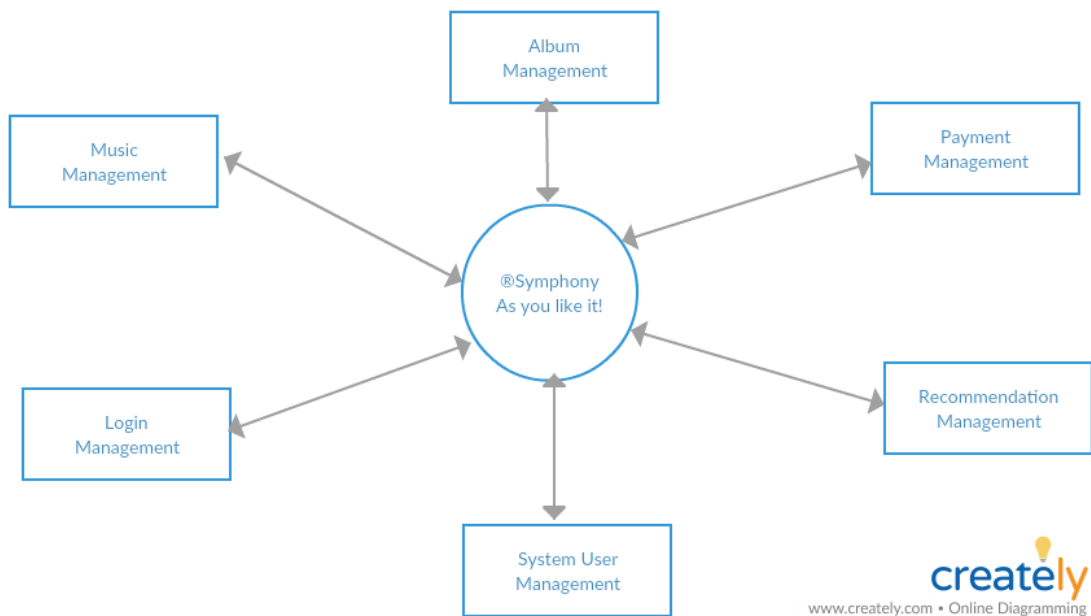 Album
Management
Music
Management
Payment
Management
®Symphony
As you like it!
Login
Management
Recommendation
Management
System User
Management
creately
www.creately.com • Online Diagramming